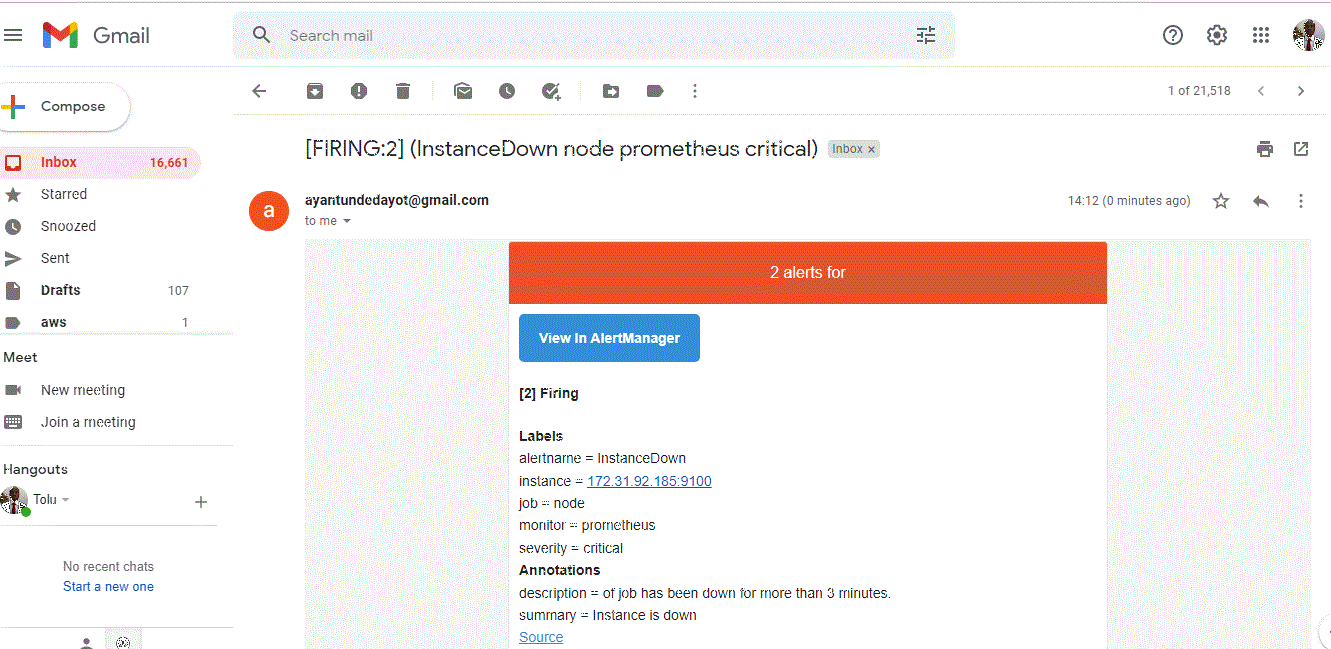 Gmail
Search mail
Compose
1 of 21,518
Inbox 16,661
Starred
Snoozed
Sent
Drafts 107
aws 1
Meet
New meeting
Join a meeting
Hangouts
Tolu
No recent chats
Start a new one
[FIRING:2] (InstanceDown node prometheus critical) Inbox x
a
ayantundedayot@gmail.com 14:12 (0 minutes ago)
to me
2 alerts for
View In AlertManager
[2] Firing
Labels
alertname = InstanceDown
instance = 172.31.92.185:9100
job = node
monitor = prometheus
severity = critical
Annotations
description = of job has been down for more than 3 minutes.
summary = Instance is down
Source